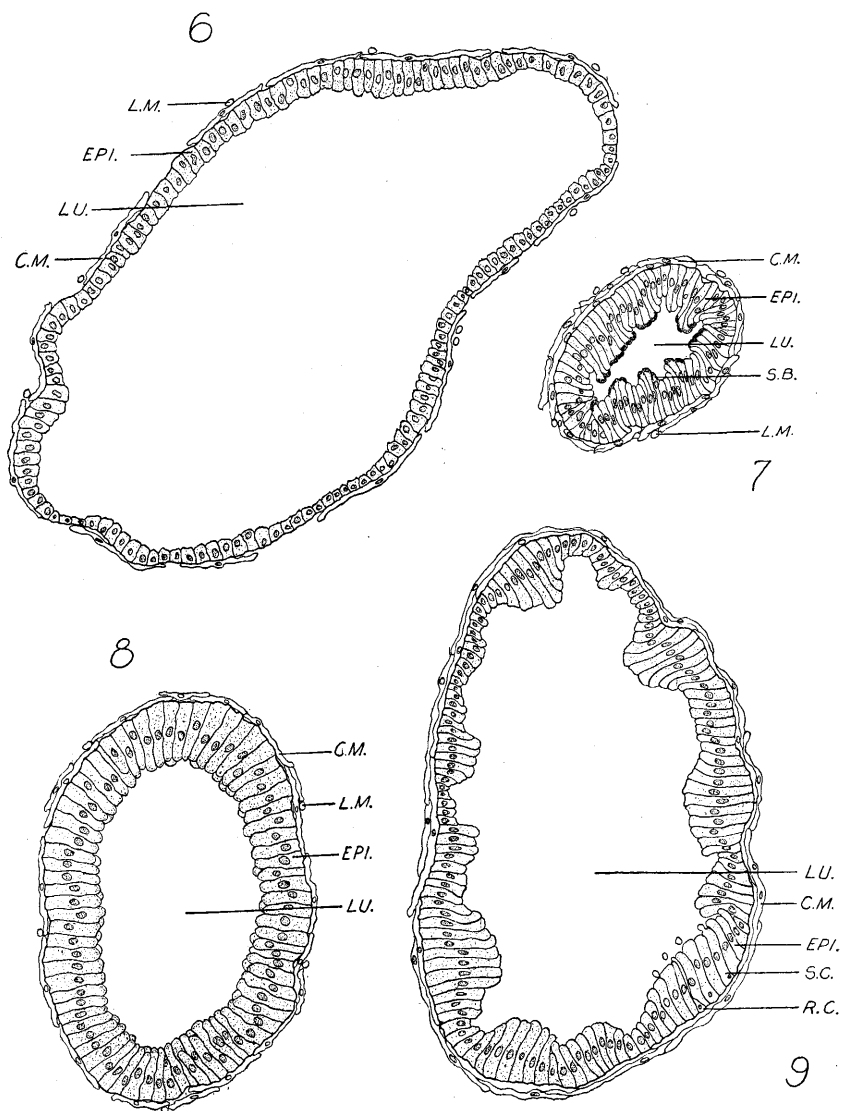 6
L.M.
EPI.
LU.
C.M.
C.M.
EPI.
LU.
S.B.
L.M.
7
8
C.M.
L.M.
EPI.
LU.
LU.
C.M.
EPI.
S.C.
R.C.
9